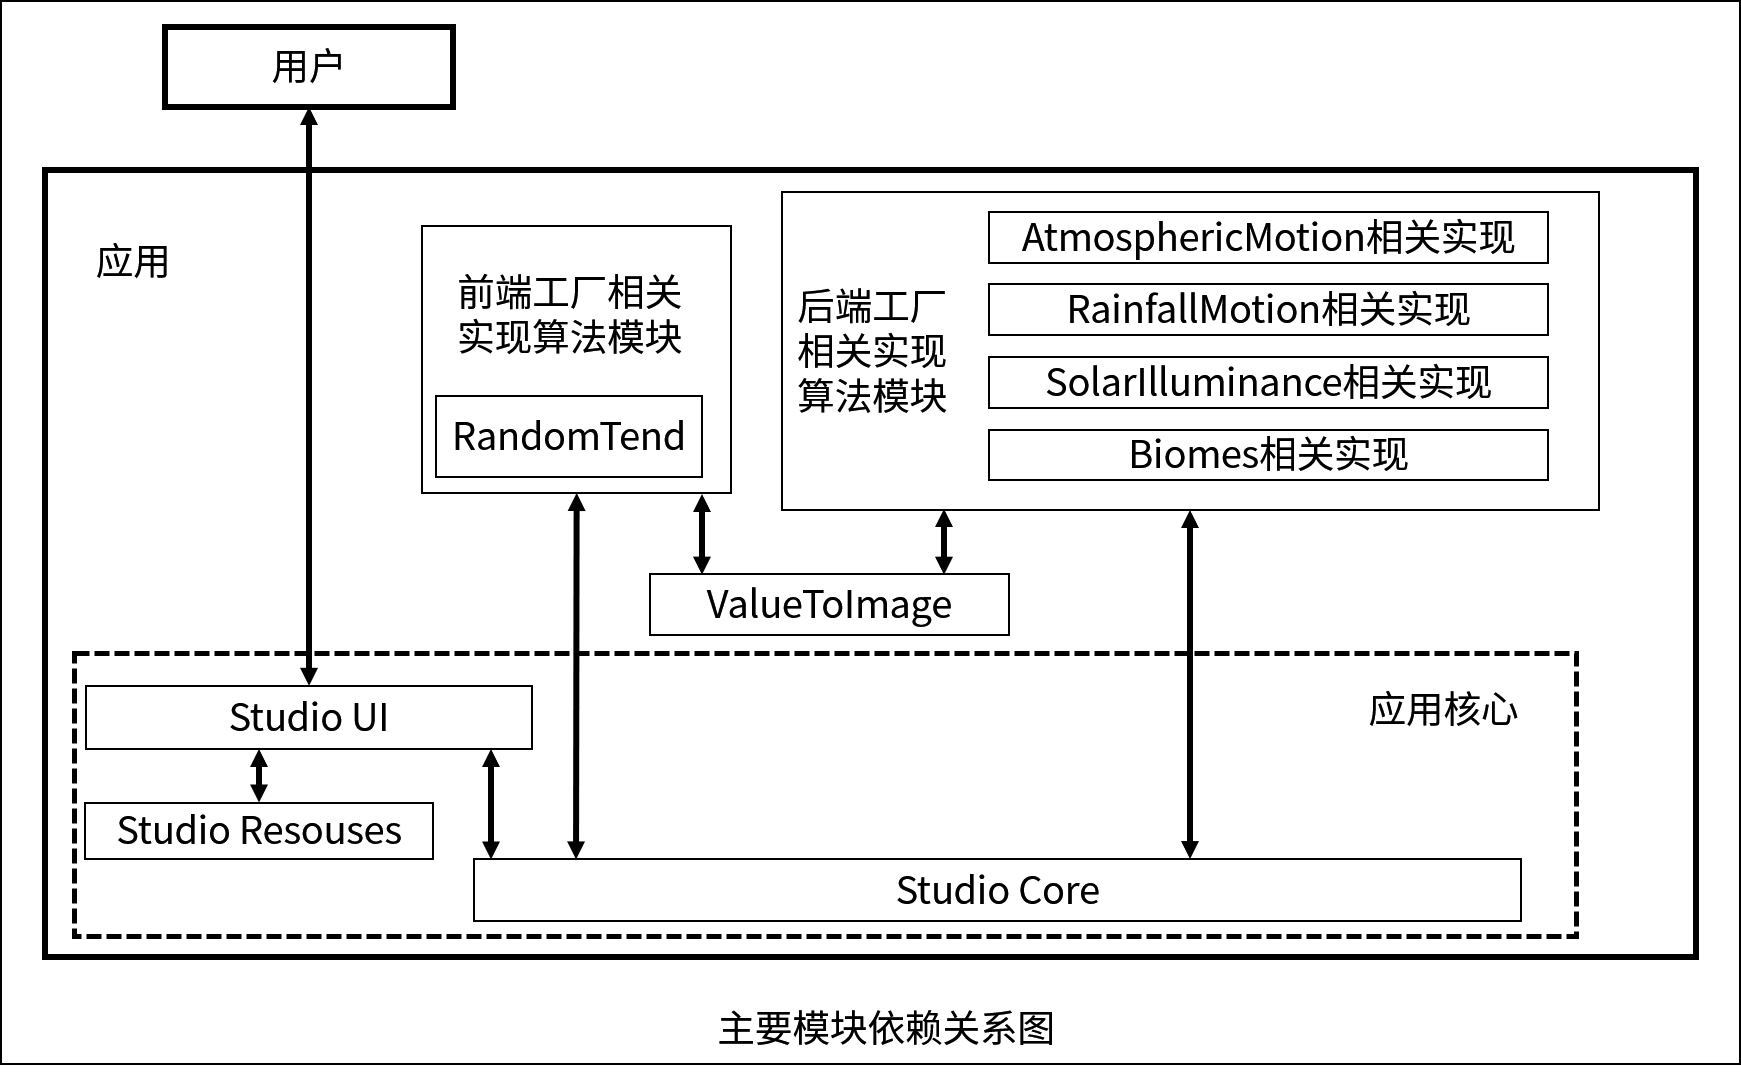 用户
应用
前端工厂相关
实现算法模块
RandomTend
后端工厂
相关实现
算法模块
AtmosphericMotion相关实现
RainfallMotion相关实现
SolarIlluminance相关实现
Biomes相关实现
ValueToImage
应用核心
Studio UI
Studio Resouses
Studio Core
主要模块依赖关系图